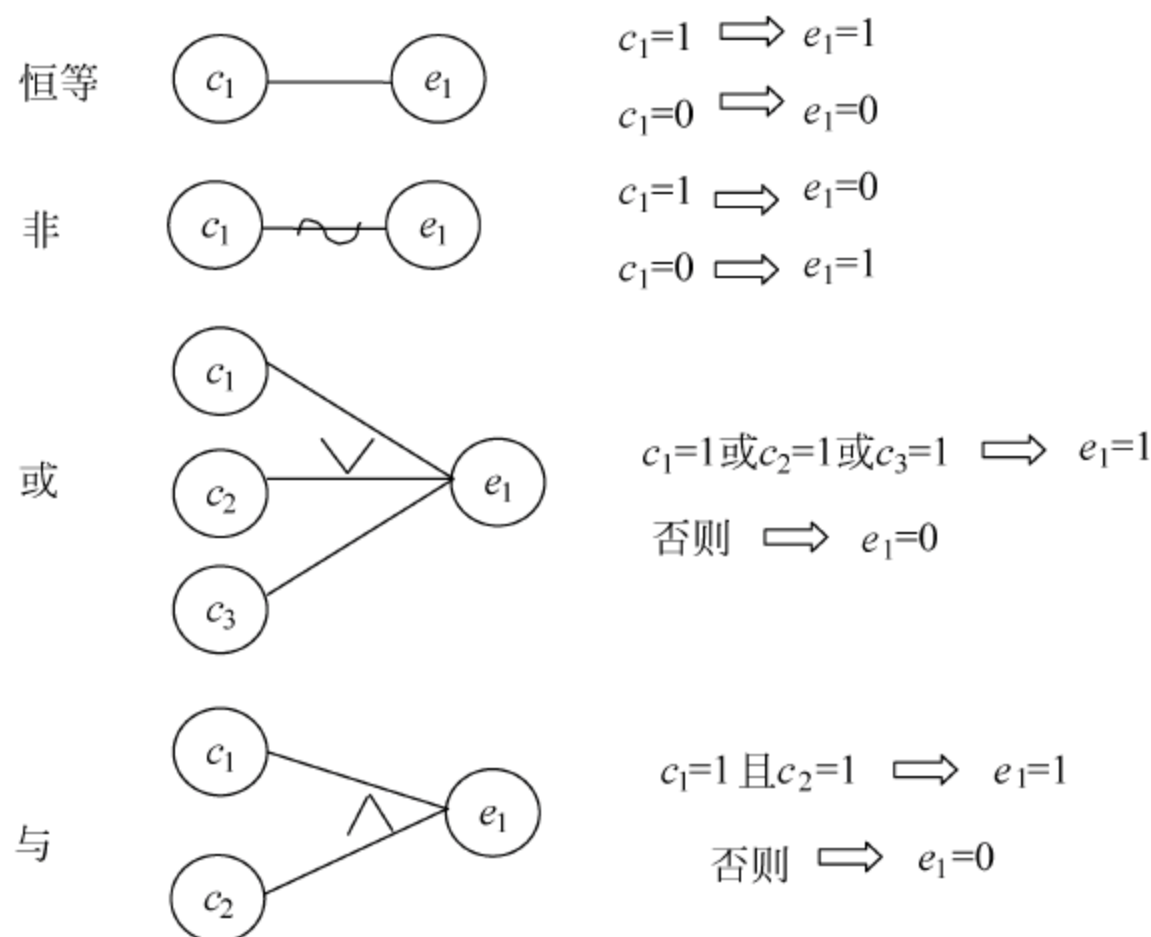 恒等 c₁ e₁ c₁=1 ⇒ e₁=1
c₁=0 ⇒ e₁=0
非 c₁ e₁ c₁=1 ⇒ e₁=0
c₁=0 ⇒ e₁=1
c₁
或 c₂ ∨ e₁ c₁=1或c₂=1或c₃=1 ⇒ e₁=1
否则 ⇒ e₁=0
c₃
c₁ c₁=1且c₂=1 ⇒ e₁=1
与 ∧ e₁ 否则 ⇒ e₁=0
c₂